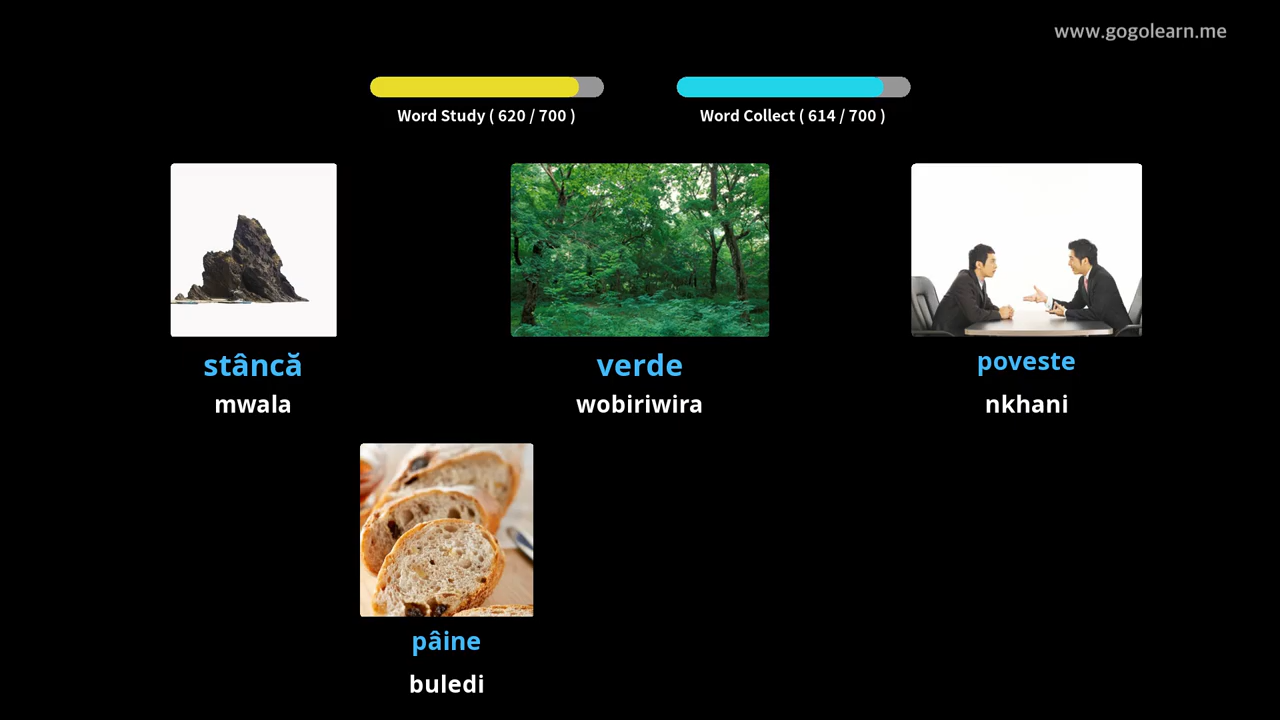 www.gogolearn.me
Word Study ( 620 / 700 )
Word Collect ( 614 / 700 )
stâncă
mwala
verde
wobiriwira
poveste
nkhani
pâine
buledi